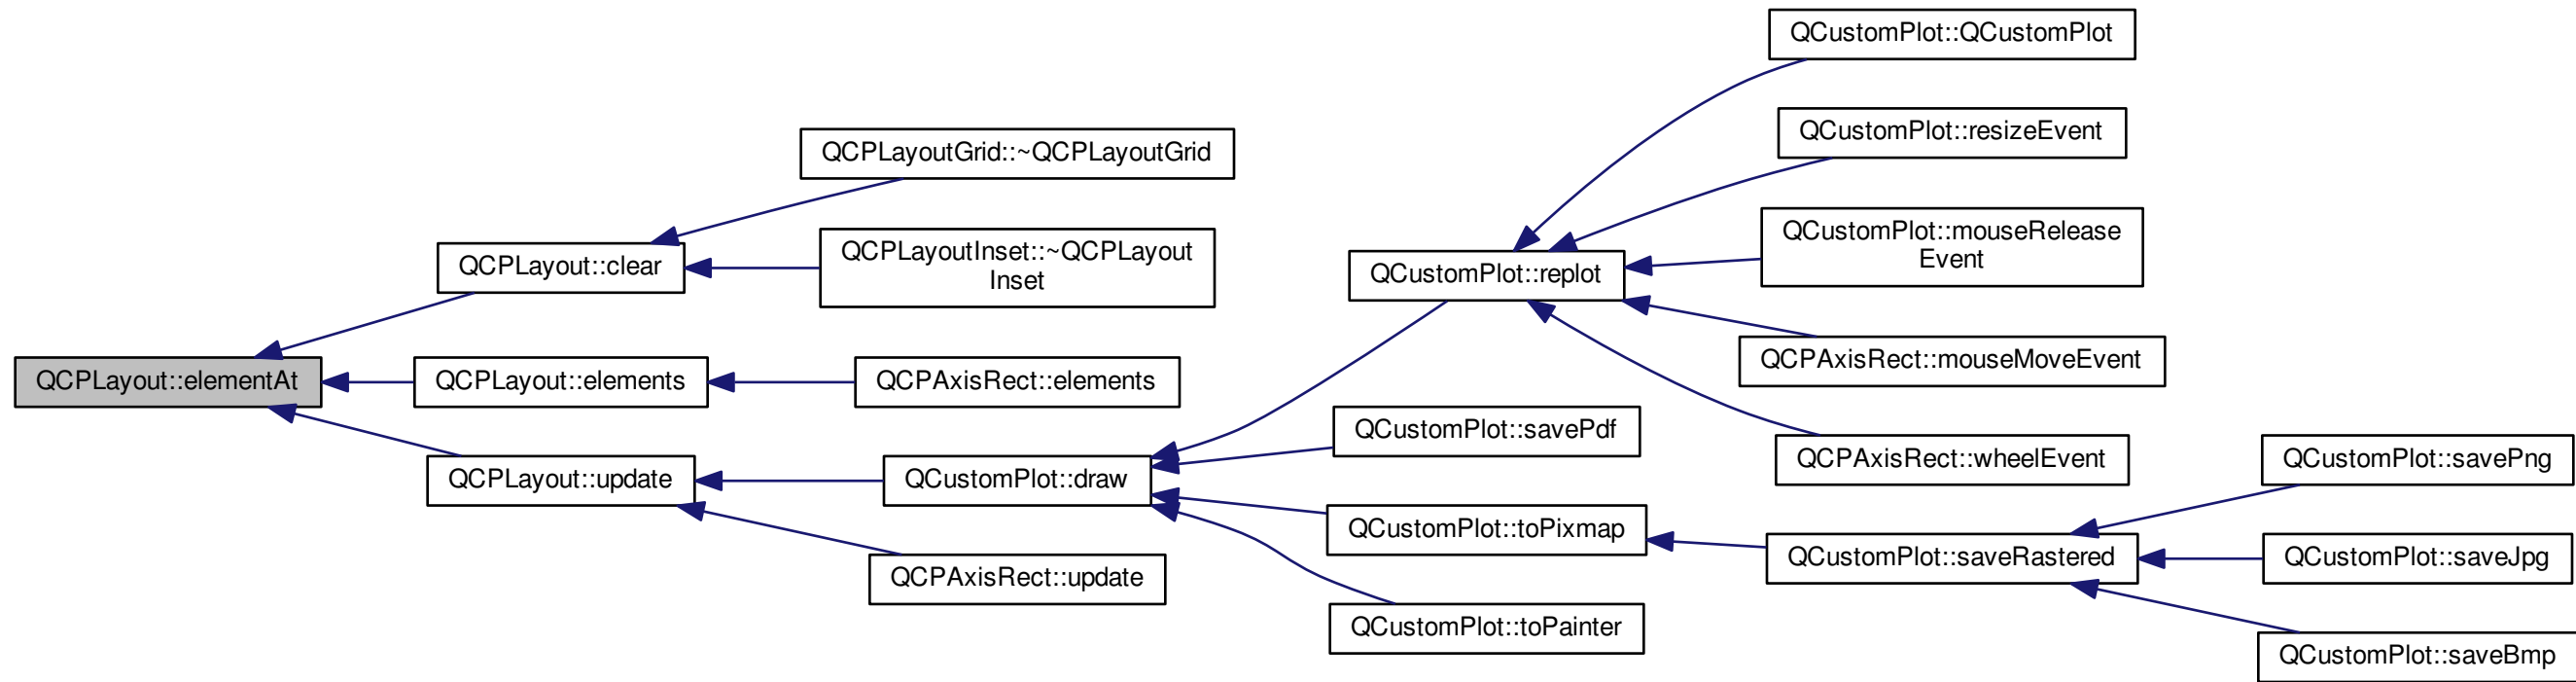 QCustomPlot::QCustomPlot
QCustomPlot::resizeEvent
QCPLayoutGrid::~QCPLayoutGrid
QCustomPlot::mouseRelease
Event
QCPLayoutInset::~QCPLayout
Inset
QCPLayout::clear
QCustomPlot::replot
QCPAxisRect::mouseMoveEvent
QCPLayout::elementAt
QCPLayout::elements
QCPAxisRect::elements
QCustomPlot::savePdf
QCPAxisRect::wheelEvent
QCustomPlot::savePng
QCPLayout::update
QCustomPlot::draw
QCustomPlot::toPixmap
QCustomPlot::saveRastered
QCustomPlot::saveJpg
QCPAxisRect::update
QCustomPlot::toPainter
QCustomPlot::saveBmp